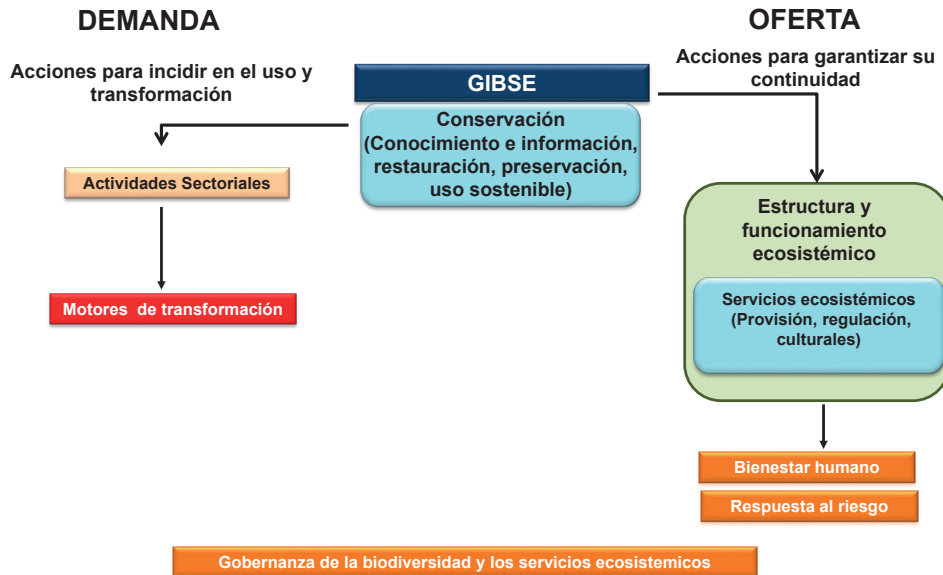 DEMANDA
Acciones para incidir en el uso y
transformación
Actividades Sectoriales
Motores de transformación
GIBSE
Conservación
(Conocimiento e información,
restauración, preservación,
uso sostenible)
OFERTA
Acciones para garantizar su
continuidad
Estructura y
funcionamiento
ecosistémico
Servicios ecosistémicos
(Provisión, regulación,
culturales)
Bienestar humano
Respuesta al riesgo
Gobernanza de la biodiversidad y los servicios ecosistemicos